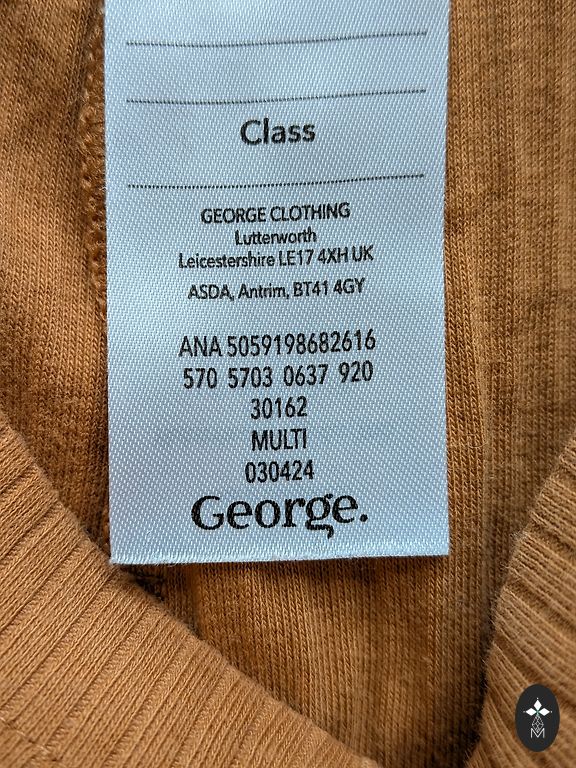 Class
GEORGE CLOTHING
Lutterworth
Leicestershire LE17 4XH UK
ASDA, Antrim, BT41 4GY
ANA 5059198682616
570 5703 0637 920
30162
MULTI
030424
George.
M